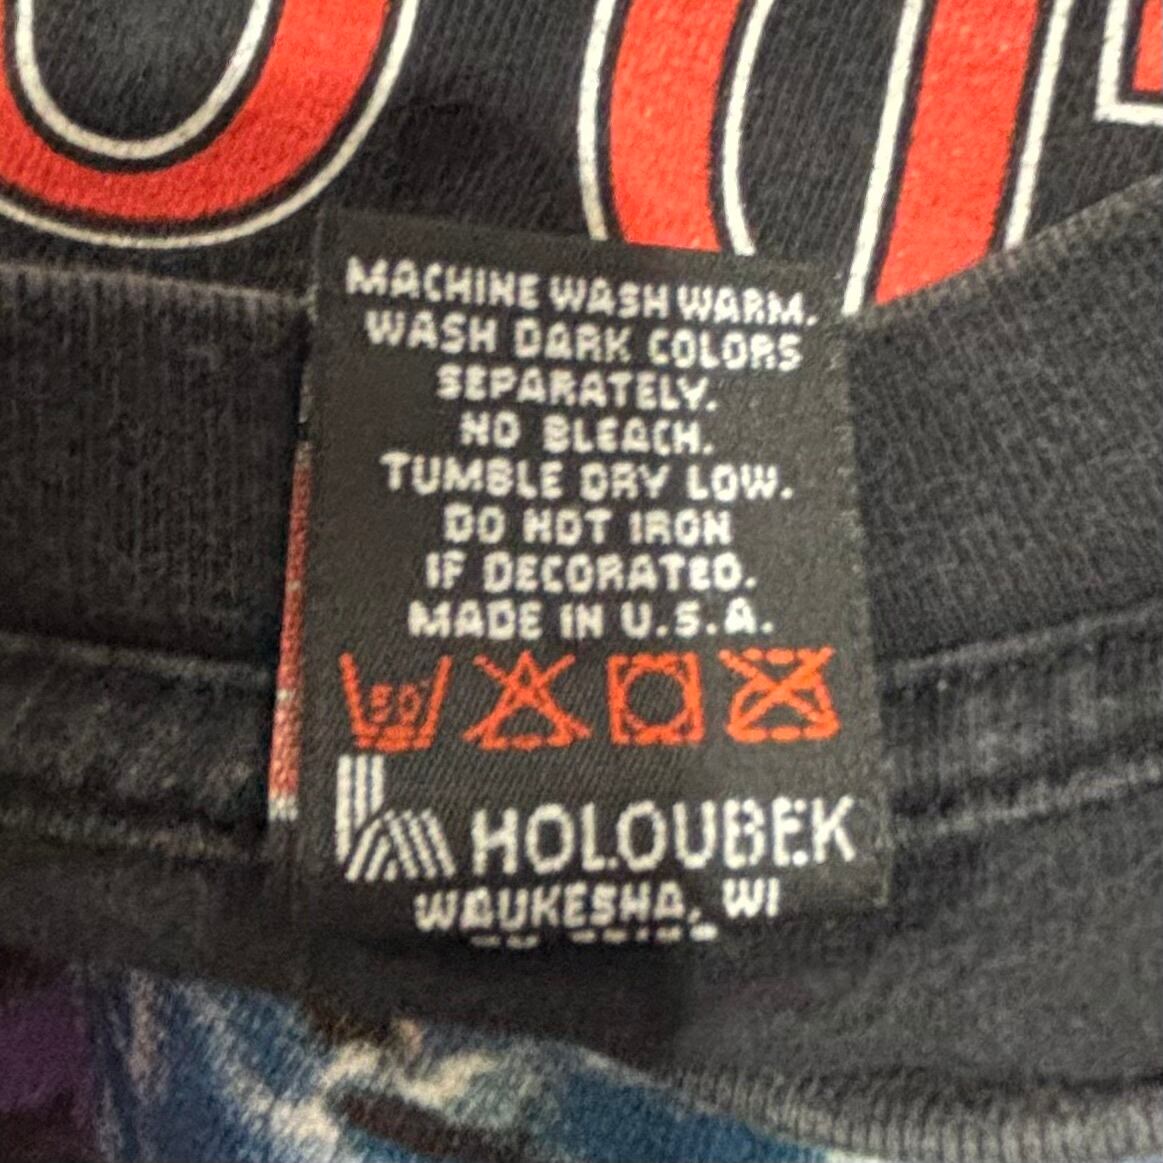 MACHINE WASH WARM.
WASH DARK COLORS
SEPARATELY.
NO BLEACH.
TUMBLE DRY LOW.
DO NOT IRON
IF DECORATED.
MADE IN U.S.A.
50°
HOLOUBEK
WAUKESHA, WI